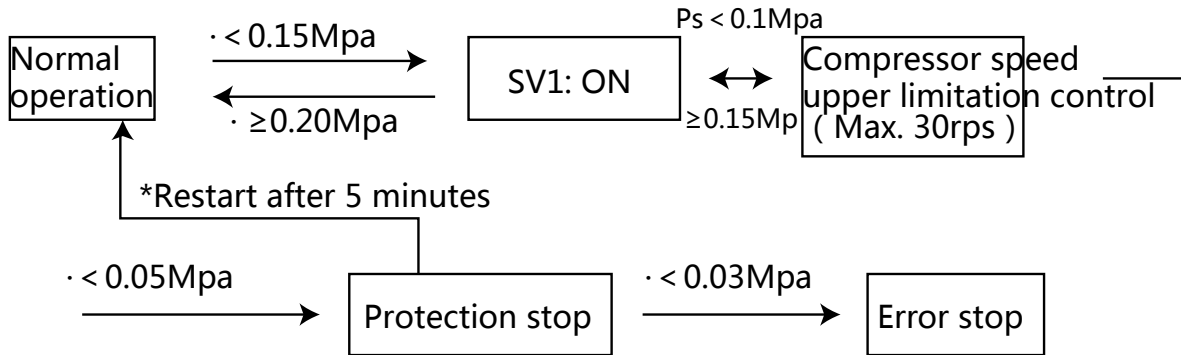 Ps < 0.1Mpa
· < 0.15Mpa
Normal
operation
SV1: ON
Compressor speed
upper limitation control
( Max. 30rps )
· ≥0.20Mpa
≥0.15Mp
*Restart after 5 minutes
· < 0.05Mpa
Protection stop
· < 0.03Mpa
Error stop